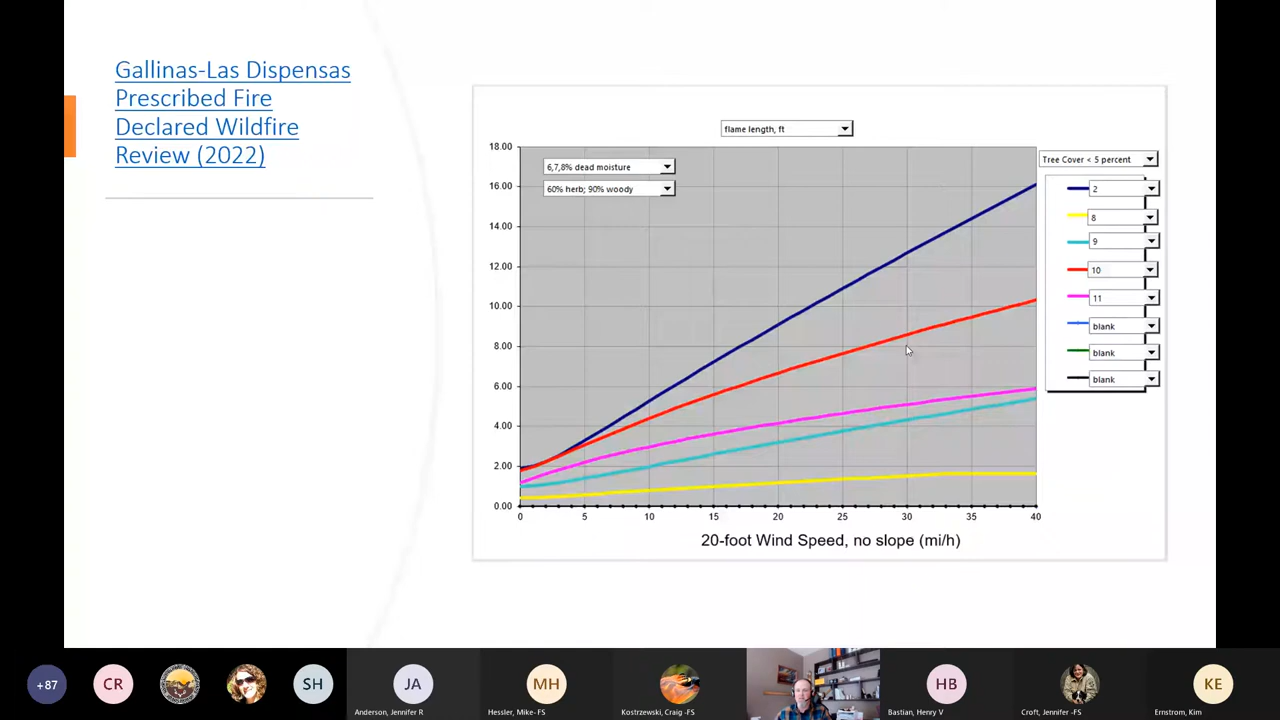 Gallinas-Las Dispensas
Prescribed Fire
Declared Wildfire
Review (2022)
flame length, ft
6,7,8% dead moisture
60% herb; 90% woody
Tree Cover < 5 percent
2
8
9
10
11
blank
blank
blank
18.00
16.00
14.00
12.00
10.00
8.00
6.00
4.00
2.00
0.00
0 5 10 15 20 25 30 35 40
20-foot Wind Speed, no slope (mi/h)
+87
CR
SH
JA
MH
HB
KE
Anderson, Jennifer R
Hessler, Mike- FS
Kostrzewski, Craig -FS
Bastian, Henry V
Croft, Jennifer -FS
Ernstrom, Kim